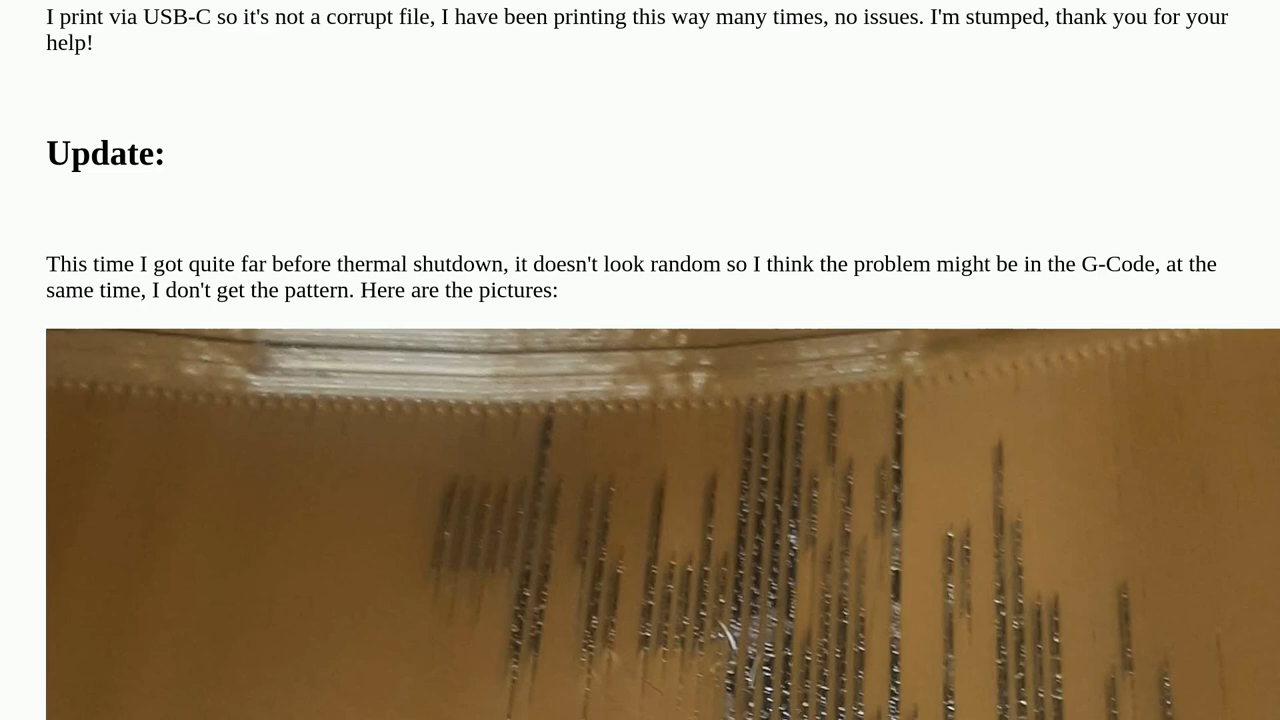 I print via USB-C so it's not a corrupt file, I have been printing this way many times, no issues. I'm stumped, thank you for your
help!
Update:
This time I got quite far before thermal shutdown, it doesn't look random so I think the problem might be in the G-Code, at the
same time, I don't get the pattern. Here are the pictures: